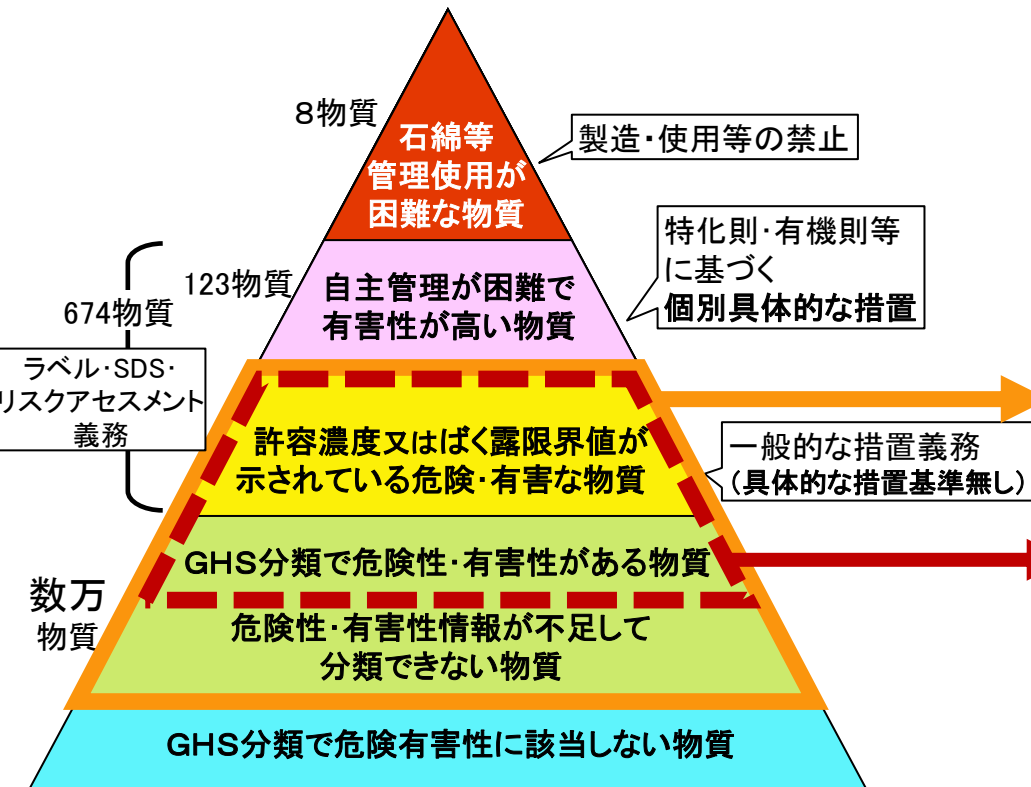 8物質
石綿等
管理使用が
困難な物質
製造・使用等の禁止
特化則・有機則等
に基づく
個別具体的な措置
123物質
自主管理が困難で
有害性が高い物質
674物質
ラベル・SDS・
リスクアセスメント
義務
許容濃度又はばく露限界値が
示されている危険・有害な物質
一般的な措置義務
(具体的な措置基準無し)
GHS分類で危険性・有害性がある物質
数万
物質
危険性・有害性情報が不足して
分類できない物質
GHS分類で危険有害性に該当しない物質